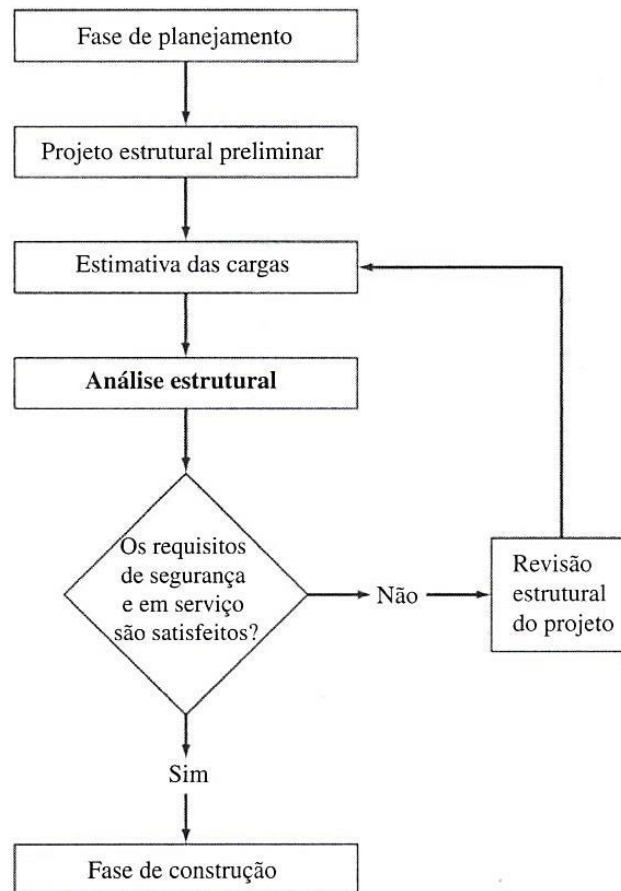 Fase de planejamento
Projeto estrutural preliminar
Estimativa das cargas
Análise estrutural
Os requisitos
de segurança
e em serviço
são satisfeitos?
Não
Revisão
estrutural
do projeto
Sim
Fase de construção